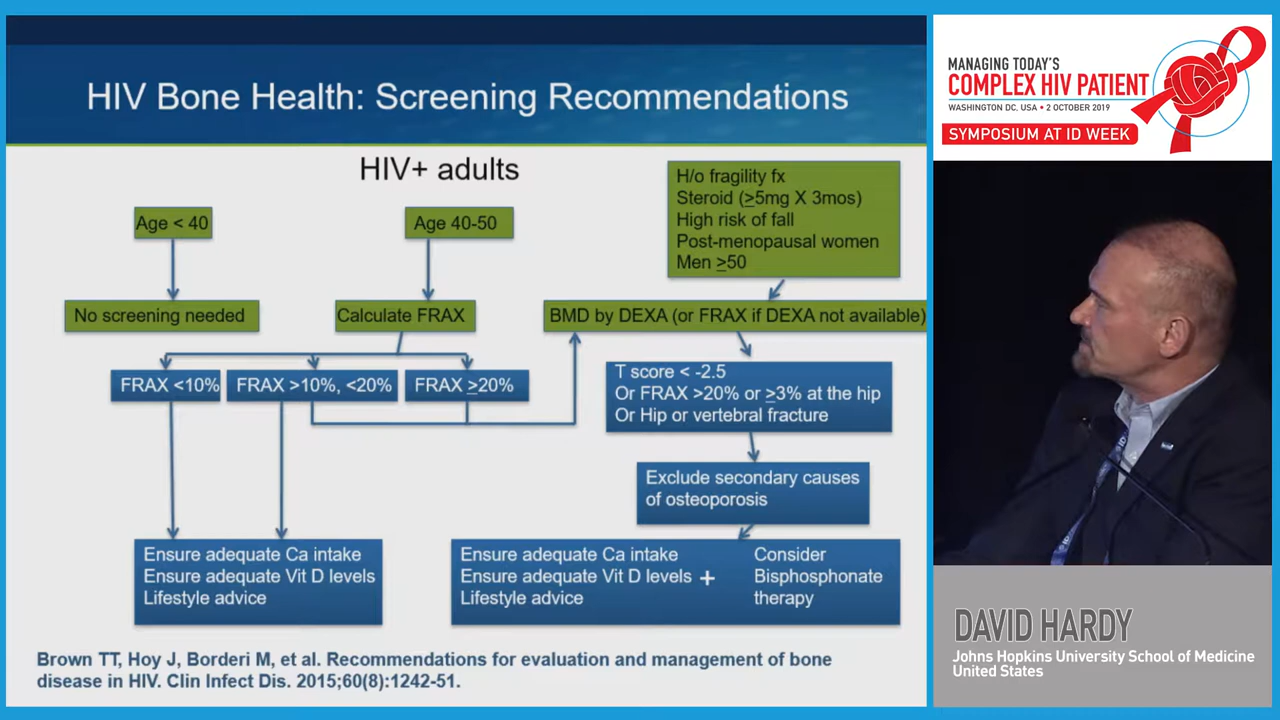 HIV Bone Health: Screening Recommendations
HIV+ adults
Age < 40
Age 40-50
H/o fragility fx
Steroid (≥5mg X 3mos)
High risk of fall
Post-menopausal women
Men ≥50
No screening needed
Calculate FRAX
BMD by DEXA (or FRAX if DEXA not available)
FRAX <10%
FRAX >10%, <20%
FRAX ≥20%
T score < -2.5
Or FRAX >20% or ≥3% at the hip
Or Hip or vertebral fracture
Exclude secondary causes
of osteoporosis
Ensure adequate Ca intake
Ensure adequate Vit D levels
Lifestyle advice
Ensure adequate Ca intake
Ensure adequate Vit D levels +
Lifestyle advice
Consider
Bisphosphonate
therapy
Brown TT, Hoy J, Borderi M, et al. Recommendations for evaluation and management of bone
disease in HIV. Clin Infect Dis. 2015;60(8):1242-51.
MANAGING TODAY'S
COMPLEX HIV PATIENT
WASHINGTON DC, USA • 2 OCTOBER 2019
SYMPOSIUM AT ID WEEK
DAVID HARDY
Johns Hopkins University School of Medicine
United States